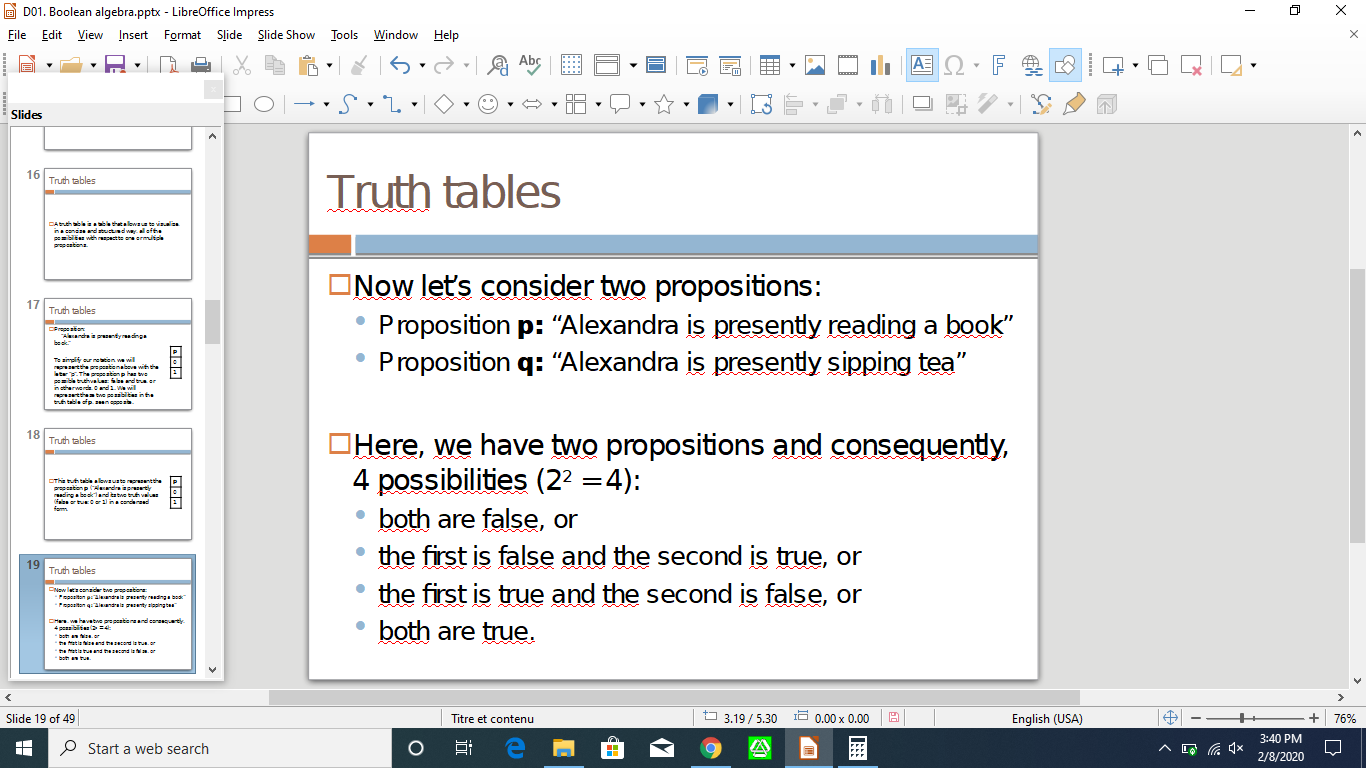 D01. Boolean algebra.pptx - LibreOffice Impress
File Edit View Insert Format Slide Slide Show Tools Window Help
Slides
16
Truth tables
A truth table is a table that allows us to visualise,
in a concise and structured way, all of the
possibilities with respect to one or multiple
propositions.
17
Truth tables
Proposition:
"Alexandra is presently reading a
book."
To simplify our notation, we will
represent the proposition above with the
letter "p". The proposition p has two
possible truth values: false and true, or
in other words, 0 and 1. We will
represent these two possibilities in the
truth table of p, seen opposite.
p
0
1
18
Truth tables
This truth table allows us to represent the
proposition p ("Alexandra is presently
reading a book") and its two truth values
(false or true; 0 or 1) in a condensed
form.
p
0
1
19
Truth tables
Now let's consider two propositions:
Proposition p: "Alexandra is presently reading a book"
Proposition q: "Alexandra is presently sipping tea"
Here, we have two propositions and consequently,
4 possibilities (2² = 4):
both are false, or
the first is false and the second is true, or
the first is true and the second is false, or
both are true.
Truth tables
Now let’s consider two propositions:
Proposition p: “Alexandra is presently reading a book”
Proposition q: “Alexandra is presently sipping tea”
Here, we have two propositions and consequently,
4 possibilities (2² = 4):
both are false, or
the first is false and the second is true, or
the first is true and the second is false, or
both are true.
Slide 19 of 49 Titre et contenu 3.19 / 5.30 0.00 x 0.00 English (USA) 76%
Start a web search
3:40 PM
2/8/2020